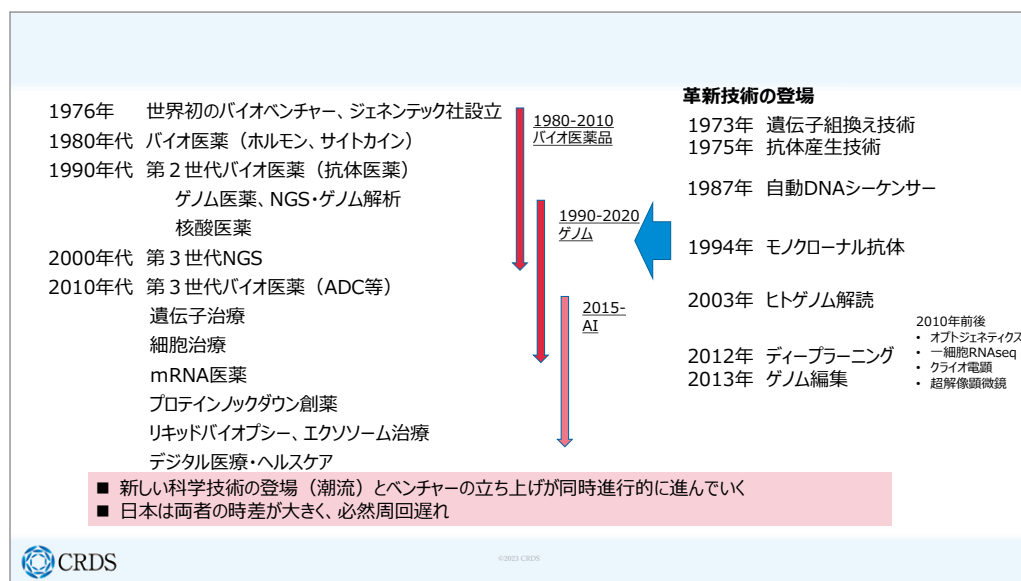 1976年 世界初のバイオベンチャー、ジェネンテック社設立
1980年代 バイオ医薬（ホルモン、サイトカイン）
1990年代 第２世代バイオ医薬（抗体医薬）
ゲノム医薬、NGS・ゲノム解析
核酸医薬
2000年代 第３世代NGS
2010年代 第３世代バイオ医薬（ADC等）
遺伝子治療
細胞治療
mRNA医薬
プロテインノックダウン創薬
リキッドバイオプシー、エクソソーム治療
デジタル医療・ヘルスケア
1980-2010
バイオ医薬品
1990-2020
ゲノム
2015-
AI
革新技術の登場
1973年 遺伝子組換え技術
1975年 抗体産生技術
1987年 自動DNAシーケンサー
1994年 モノクローナル抗体
2003年 ヒトゲノム解読
2012年 ディープラーニング
2013年 ゲノム編集
2010年前後
• オプトジェネティクス
• 一細胞RNAseq
• クライオ電顕
• 超解像顕微鏡
■ 新しい科学技術の登場（潮流）とベンチャーの立ち上げが同時進行的に進んでいく
■ 日本は両者の時差が大きく、必然周回遅れ
CRDS
©2023 CRDS